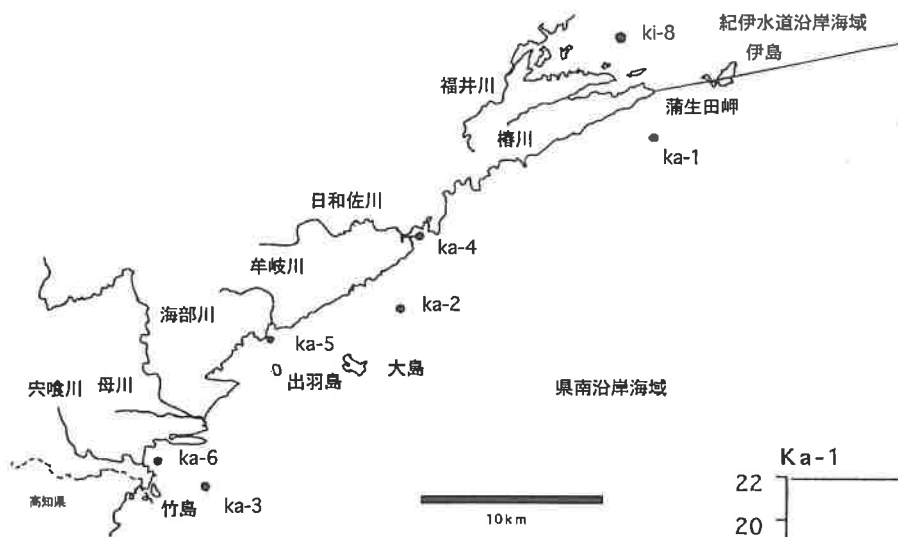 ki-8
紀伊水道沿岸海域
伊島
福井川
蒲生田岬
椿川
ka-1
日和佐川
ka-4
牟岐川
ka-2
海部川
ka-5
出羽島
大島
宍喰川
母川
県南沿岸海域
ka-6
Ka-1
高知県
竹島
ka-3
10km
22
20